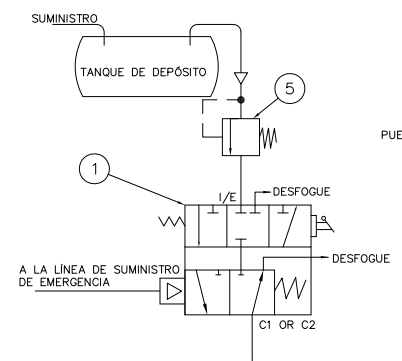 SUMINISTRO
TANQUE DE DEPÓSITO
5
PUE
1
I/E
DESFOGUE
DESFOGUE
A LA LÍNEA DE SUMINISTRO
DE EMERGENCIA
C1 OR C2